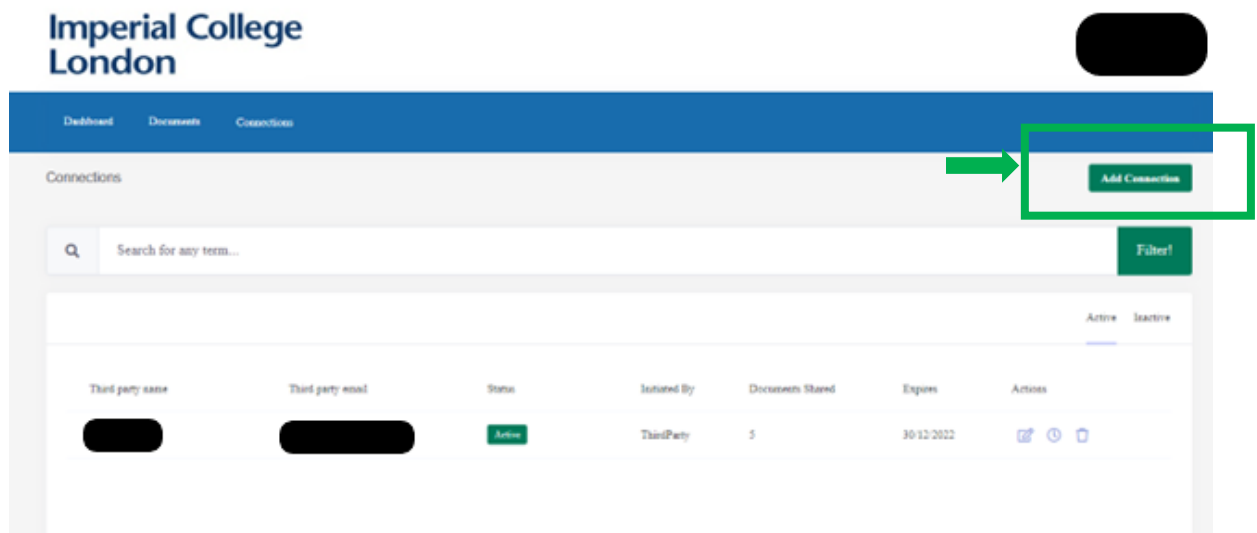 Imperial College
London
Dashboard Documents Connections
Connections
Add Connection
Search for any term...
Filter!
Active Inactive
Third party name Third party email Status Initiated By Documents Shared Expires Actions
Active ThirdParty 5 30/12/2022